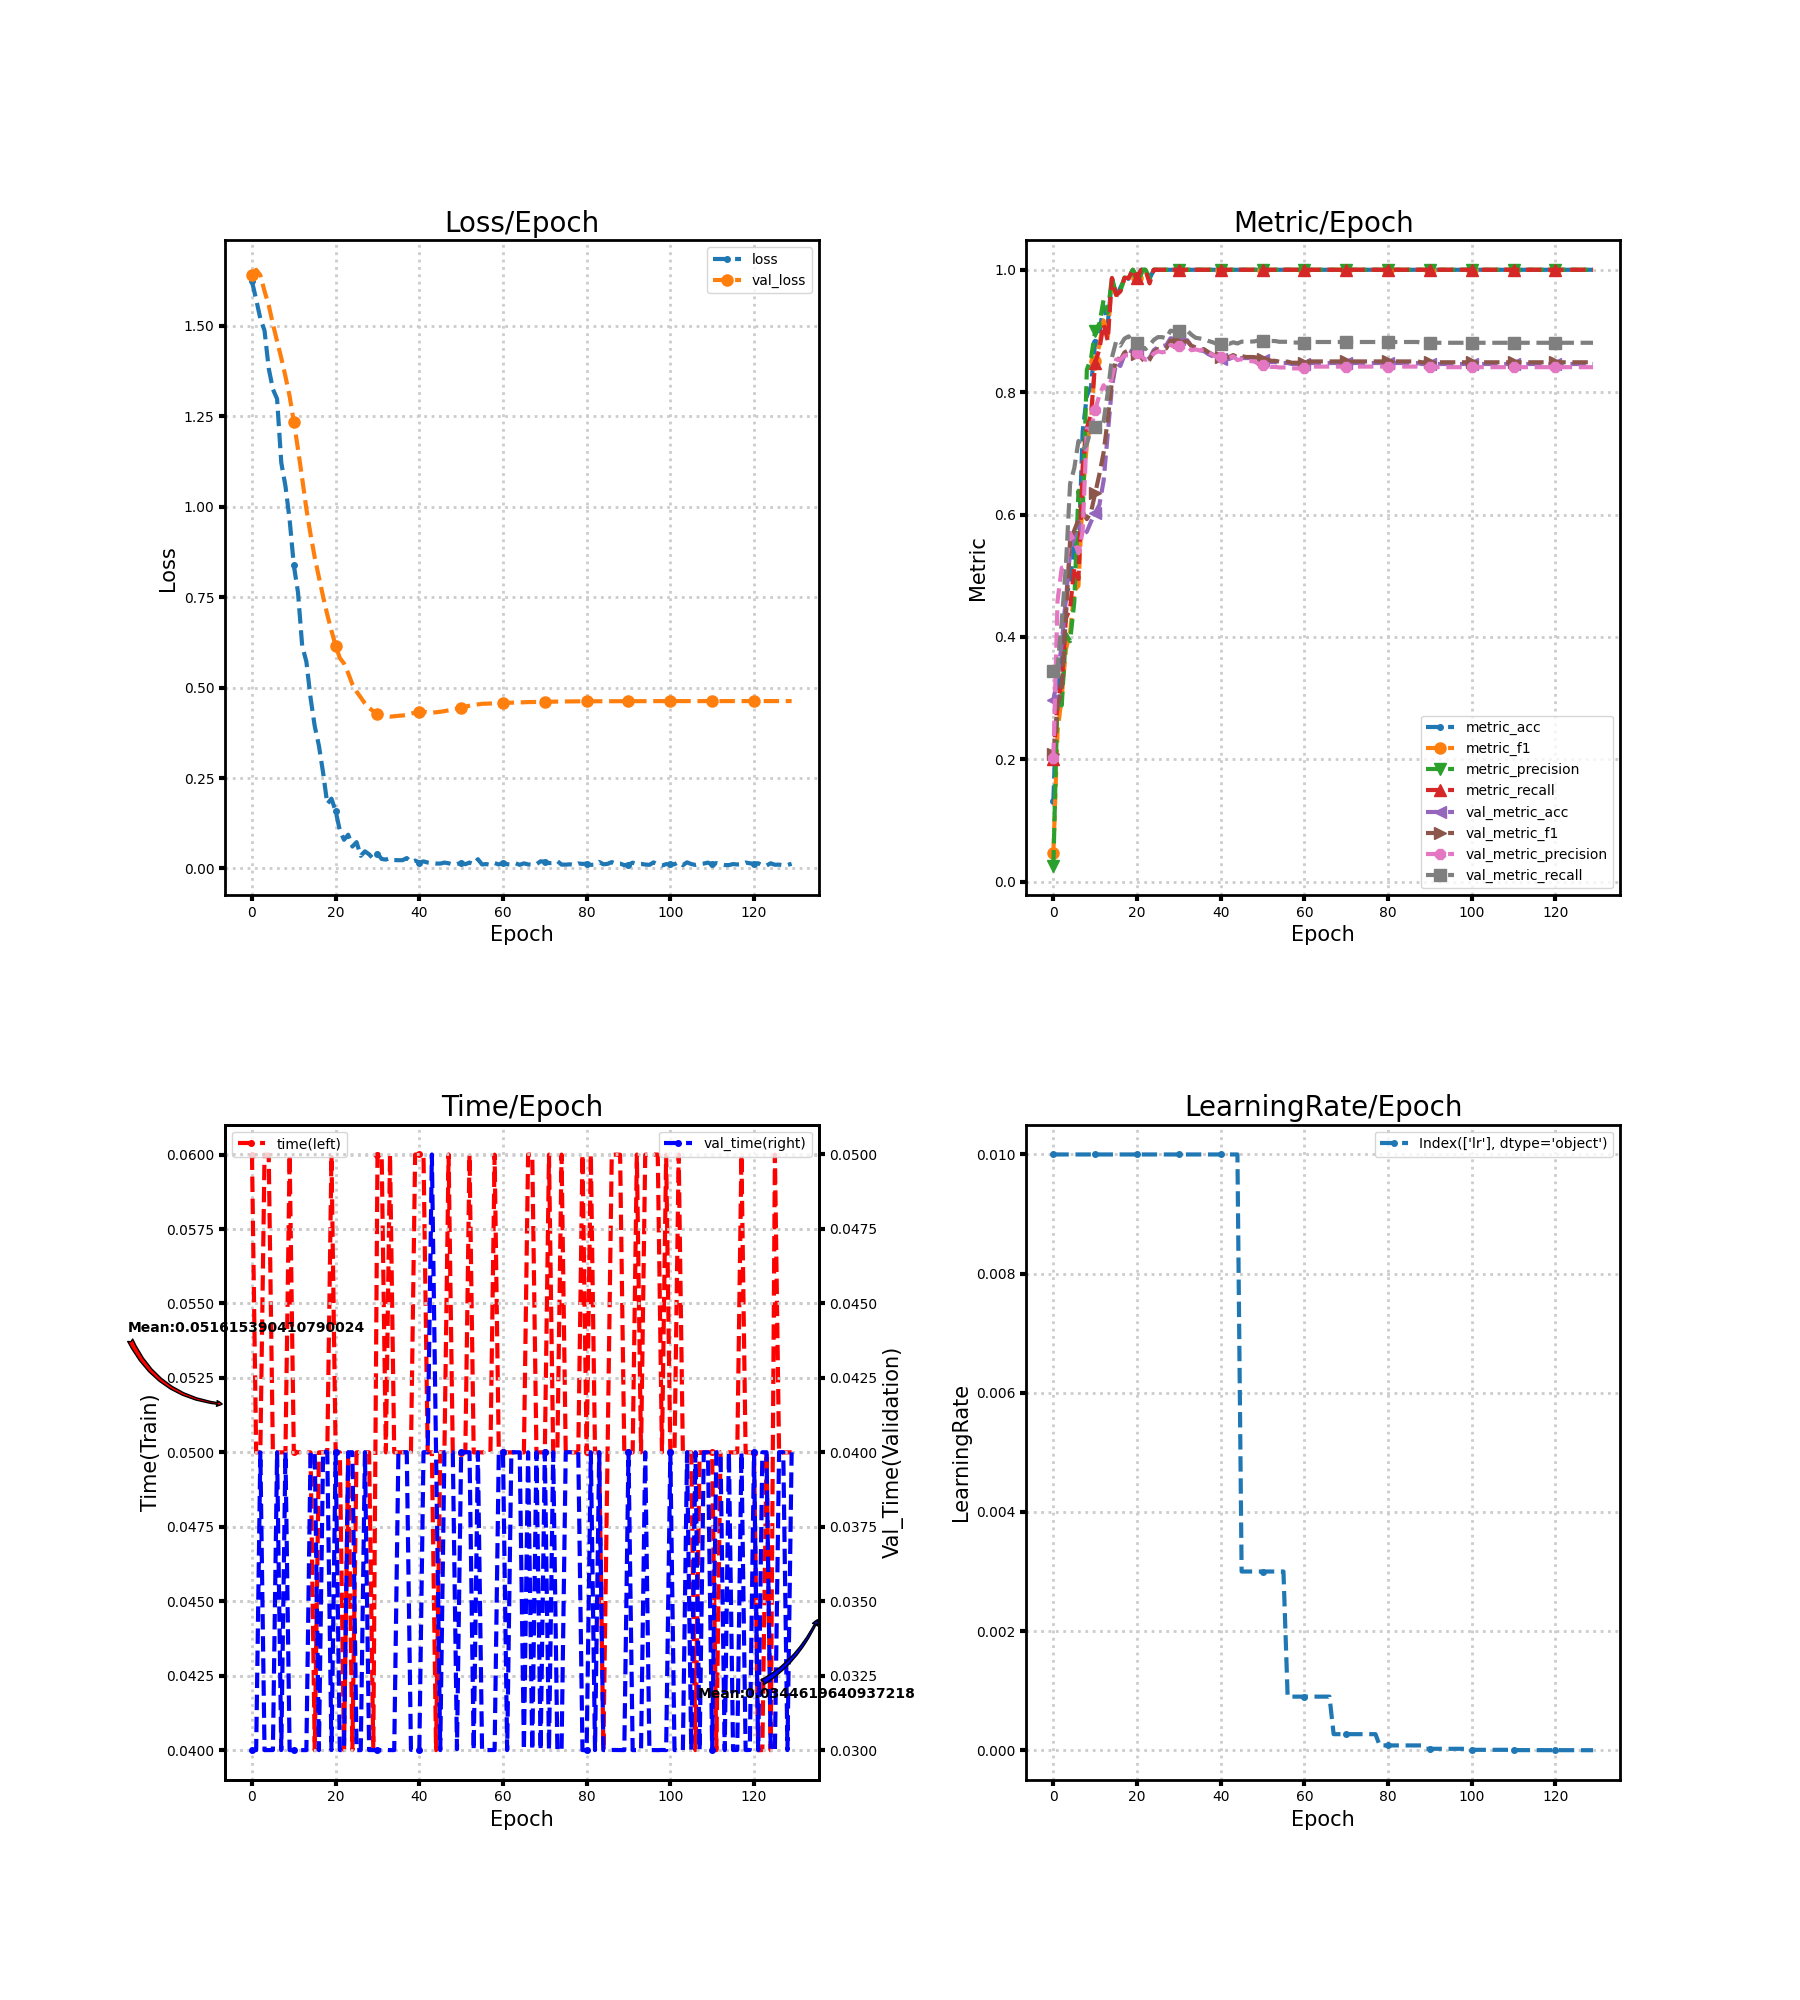 Loss/Epoch
loss
val_loss
1.50
1.25
1.00
0.75
0.50
0.25
0.00
Loss
0
20
40
60
80
100
120
Epoch
Metric/Epoch
1.0
0.8
0.6
0.4
0.2
0.0
Metric
metric_acc
metric_f1
metric_precision
metric_recall
val_metric_acc
val_metric_f1
val_metric_precision
val_metric_recall
0
20
40
60
80
100
120
Epoch
Time/Epoch
time(left)
val_time(right)
0.0600
0.0575
0.0550
0.0525
0.0500
0.0475
0.0450
0.0425
0.0400
Time(Train)
Mean:0.051615390410790024
0.0500
0.0475
0.0450
0.0425
0.0400
0.0375
0.0350
0.0325
0.0300
Val_Time(Validation)
Mean:0.0344619640937218
0
20
40
60
80
100
120
Epoch
LearningRate/Epoch
Index(['lr'], dtype='object')
0.010
0.008
0.006
0.004
0.002
0.000
LearningRate
0
20
40
60
80
100
120
Epoch